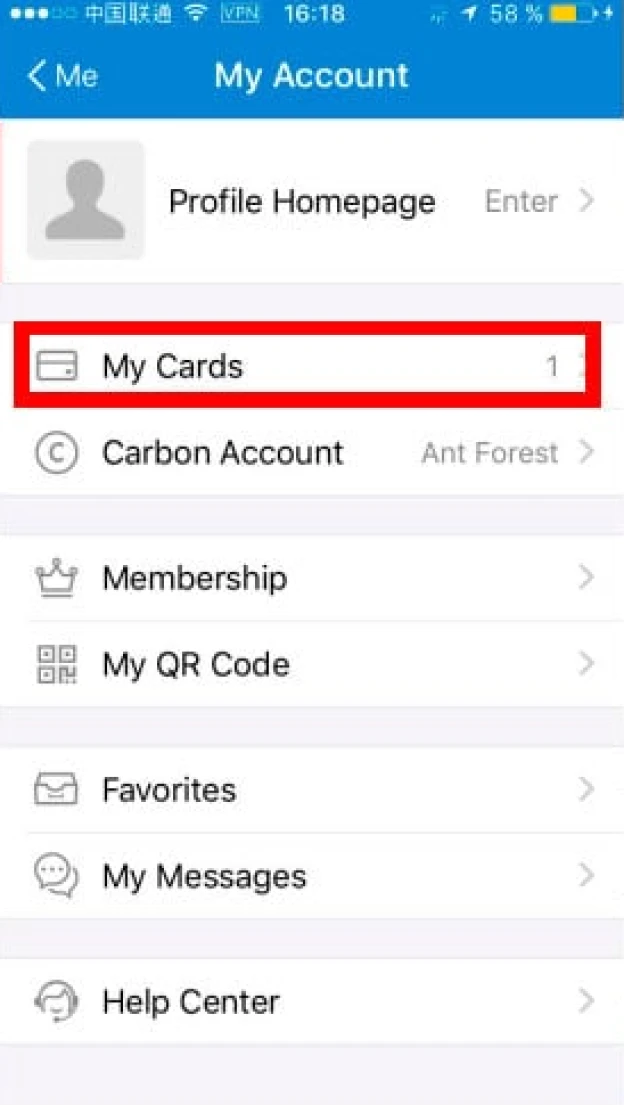 中国联通 VPN 16:18 58 %
Me My Account
Profile Homepage Enter
My Cards 1
Carbon Account Ant Forest
Membership
My QR Code
Favorites
My Messages
Help Center